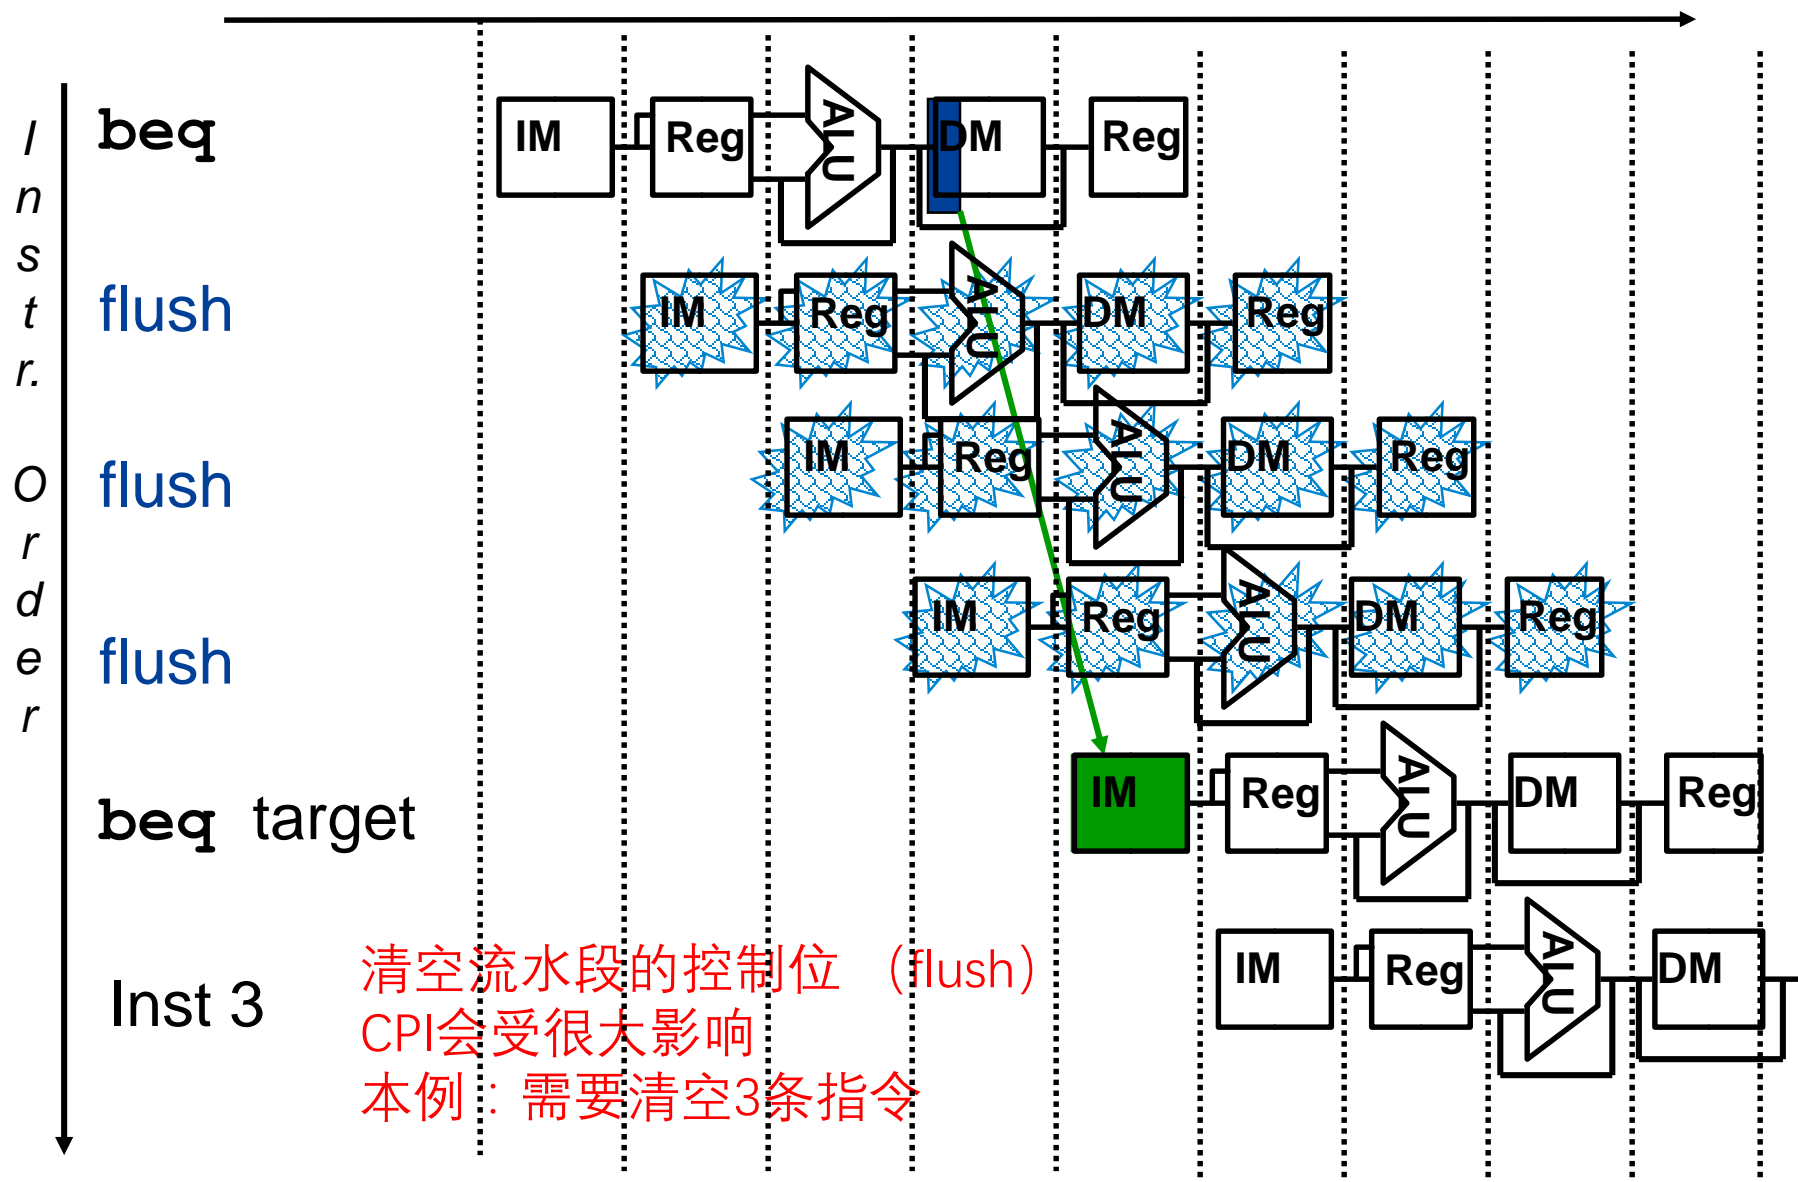 Instr. Order
beq IM Reg ALU DM Reg
flush IM Reg ALU DM Reg
flush IM Reg ALU DM Reg
flush IM Reg ALU DM Reg
beq target IM Reg ALU DM Reg
Inst 3 IM Reg ALU DM
清空流水段的控制位 （flush）
CPI会受很大影响
本例：需要清空3条指令